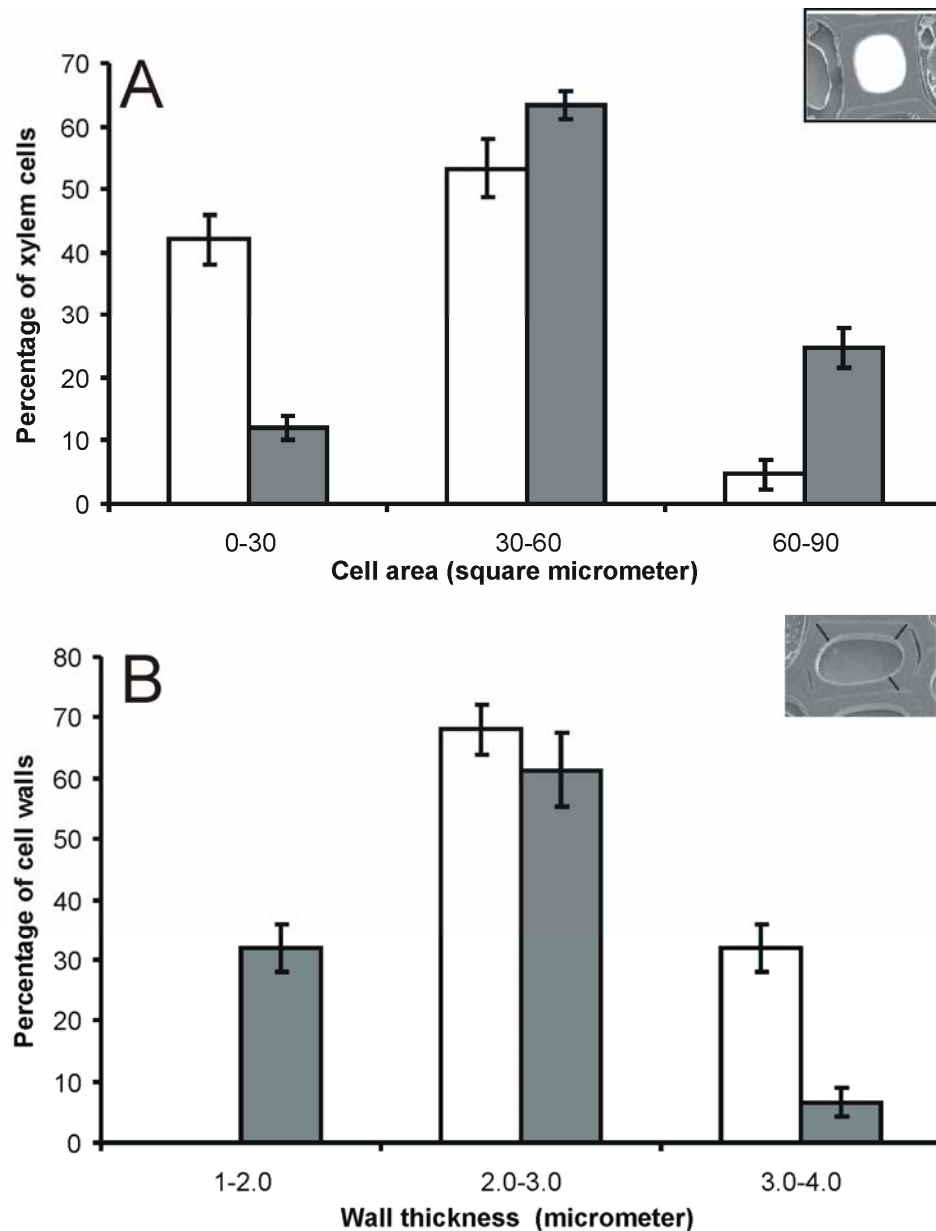 A
Percentage of xylem cells
70
60
50
40
30
20
10
0
0-30 30-60 60-90
Cell area (square micrometer)
B
Percentage of cell walls
80
70
60
50
40
30
20
10
0
1-2.0 2.0-3.0 3.0-4.0
Wall thickness (micrometer)